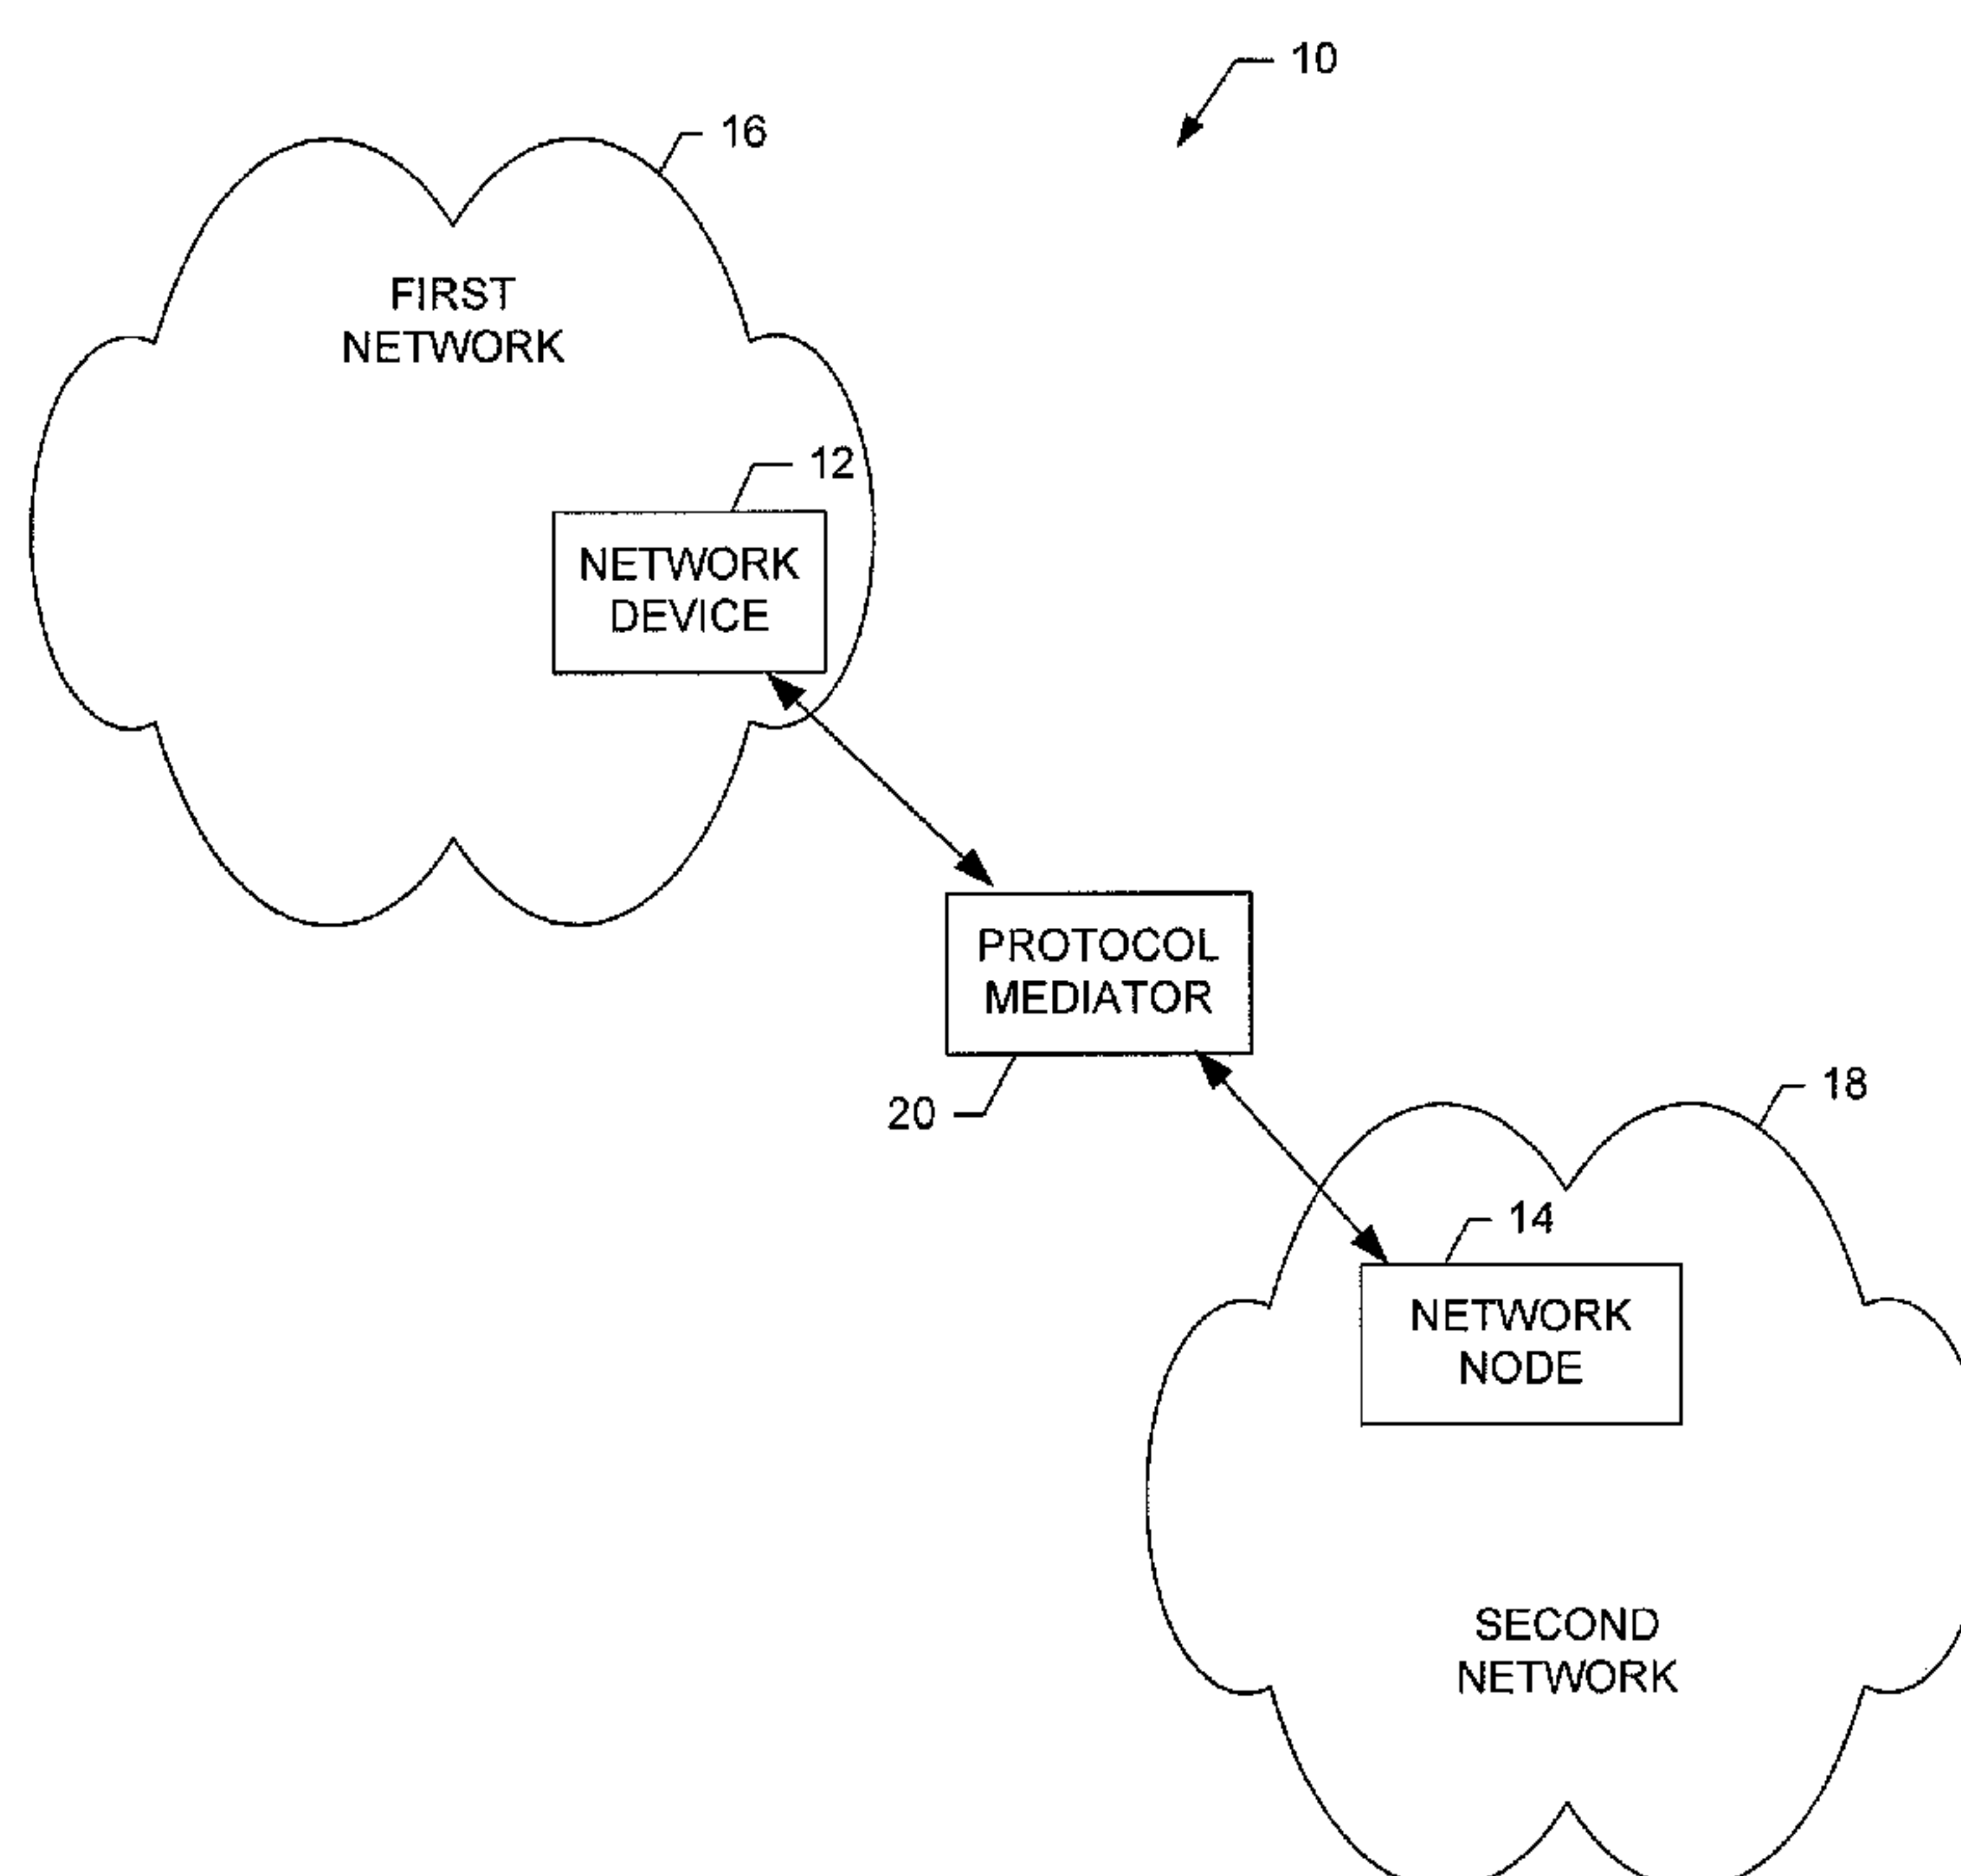 10
16
FIRST
NETWORK
12
NETWORK
DEVICE
PROTOCOL
MEDIATOR
20
18
14
NETWORK
NODE
SECOND
NETWORK